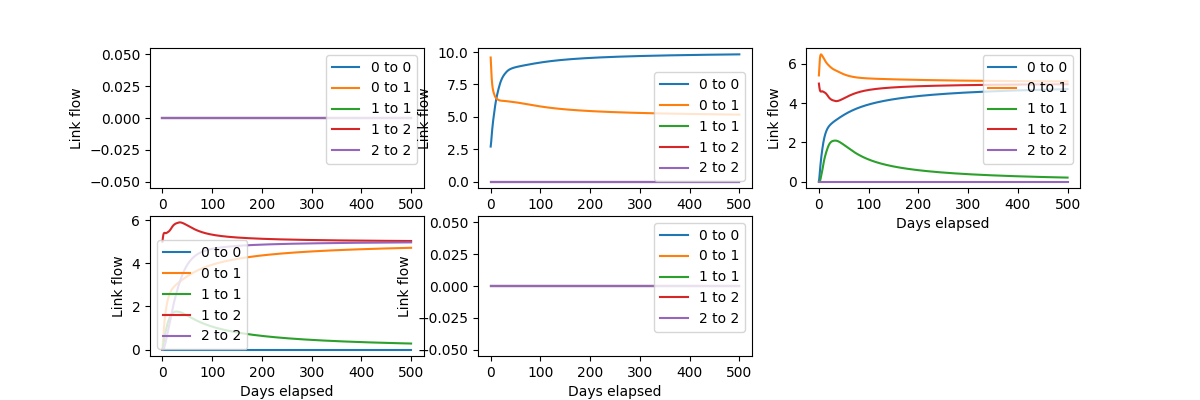 0.050
0.025
0.000
−0.025
−0.050
Link flow
0 to 0
0 to 1
1 to 1
1 to 2
2 to 2
0 100 200 300 400 500
10.0
7.5
5.0
2.5
0.0
Link flow
0 to 0
0 to 1
1 to 1
1 to 2
2 to 2
0 100 200 300 400 500
6
4
2
0
Link flow
0 to 0
0 to 1
1 to 1
1 to 2
2 to 2
0 100 200 300 400 500
Days elapsed
6
4
2
0
Link flow
0 to 0
0 to 1
1 to 1
1 to 2
2 to 2
0 100 200 300 400 500
Days elapsed
0.050
0.025
0.000
−0.025
−0.050
Link flow
0 to 0
0 to 1
1 to 1
1 to 2
2 to 2
0 100 200 300 400 500
Days elapsed